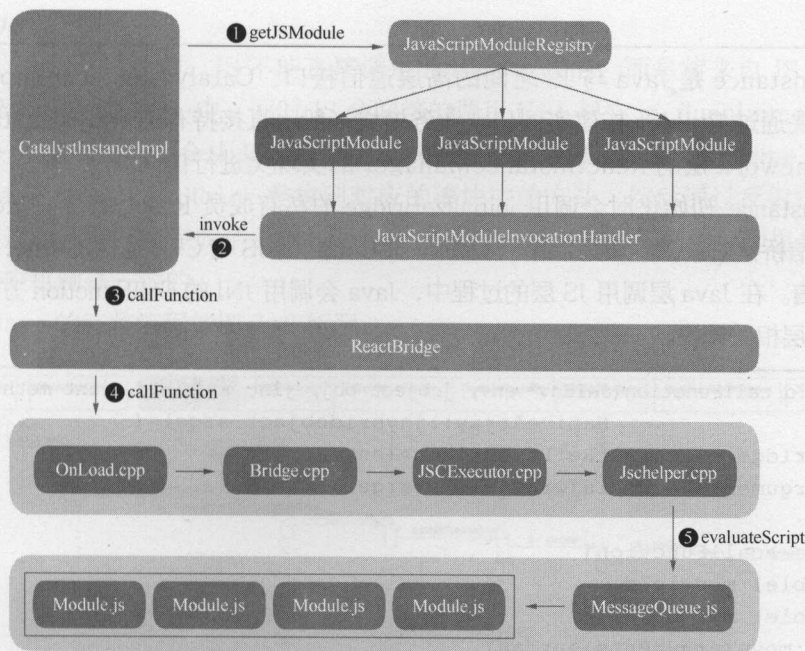 ❶ getJSModule
JavaScriptModuleRegistry
CatalystInstanceImpl
JavaScriptModule
JavaScriptModule
JavaScriptModule
invoke
❷
JavaScriptModuleInvocationHandler
❸ callFunction
ReactBridge
❹ callFunction
OnLoad.cpp
Bridge.cpp
JSCExecutor.cpp
Jschelper.cpp
❺ evaluateScript
Module.js
Module.js
Module.js
Module.js
MessageQueue.js